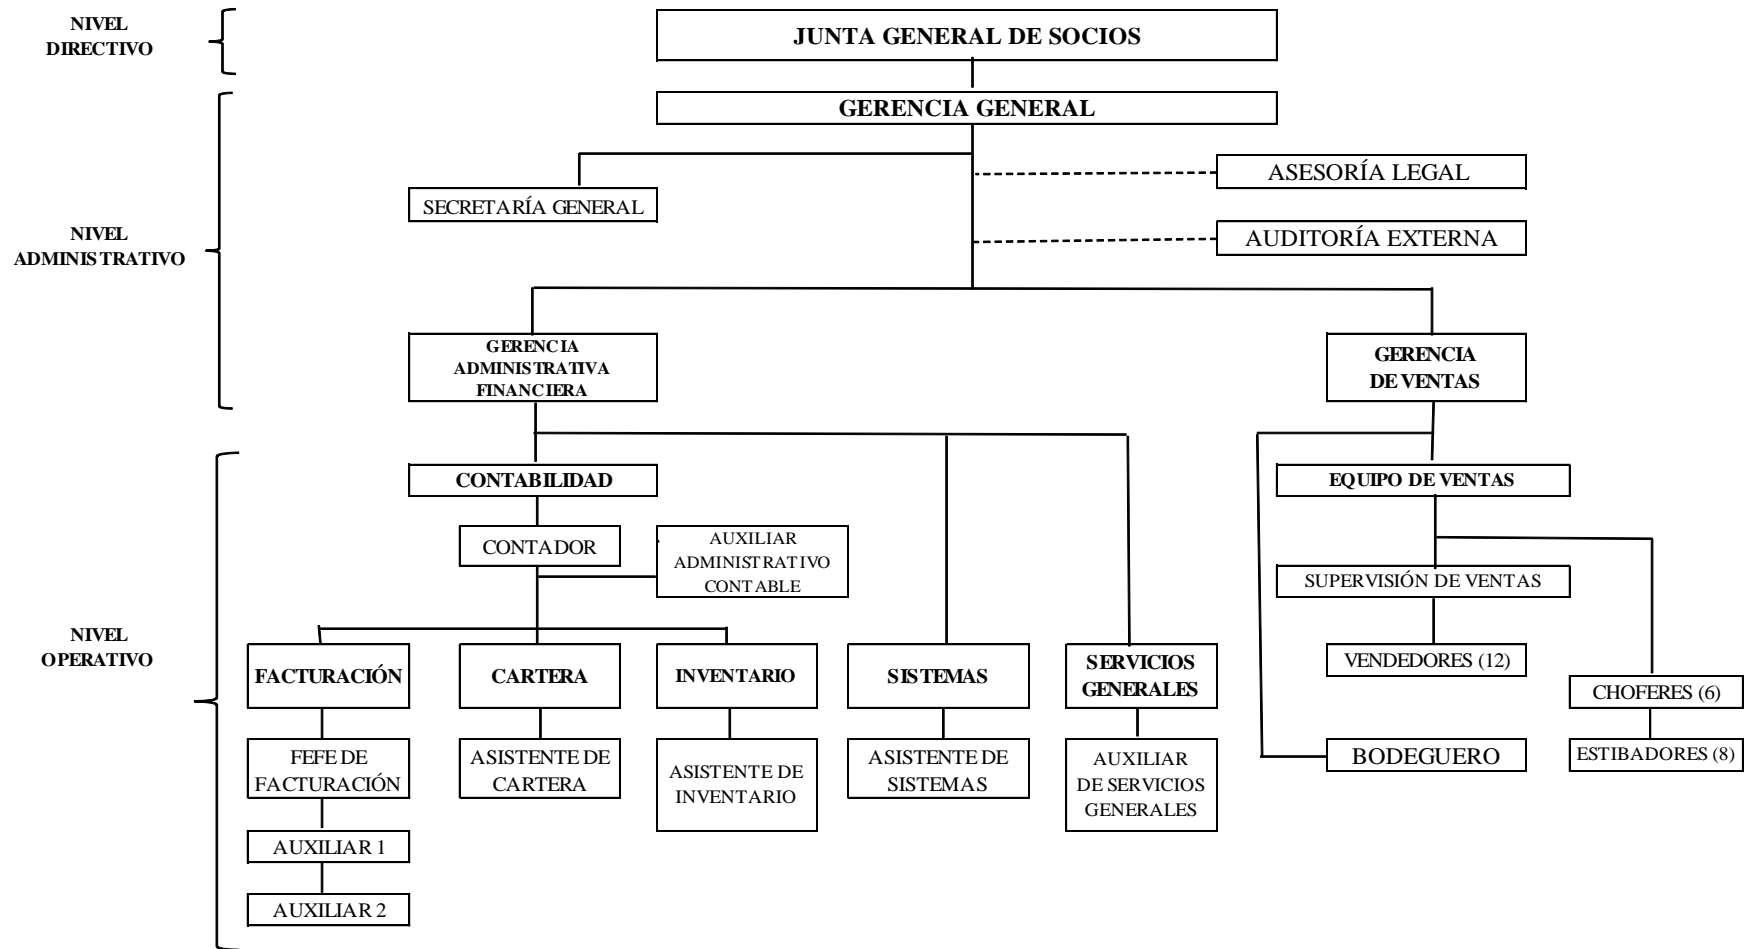 NIVEL
DIRECTIVO
JUNTA GENERAL DE SOCIOS
GERENCIA GENERAL
ASESORÍA LEGAL
SECRETARÍA GENERAL
NIVEL
ADMINISTRATIVO
AUDITORÍA EXTERNA
GERENCIA
ADMINISTRATIVA
FINANCIERA
GERENCIA
DE VENTAS
CONTABILIDAD
EQUIPO DE VENTAS
CONTADOR
AUXILIAR
ADMINISTRATIVO
CONTABLE
SUPERVISIÓN DE VENTAS
NIVEL
OPERATIVO
FACTURACIÓN
CARTERA
INVENTARIO
SISTEMAS
SERVICIOS
GENERALES
VENDEDORES (12)
CHOFERES (6)
FEFE DE
FACTURACIÓN
ASISTENTE DE
CARTERA
ASISTENTE DE
INVENTARIO
ASISTENTE DE
SISTEMAS
AUXILIAR
DE SERVICIOS
GENERALES
BODEGUERO
ESTIBADORES (8)
AUXILIAR 1
AUXILIAR 2